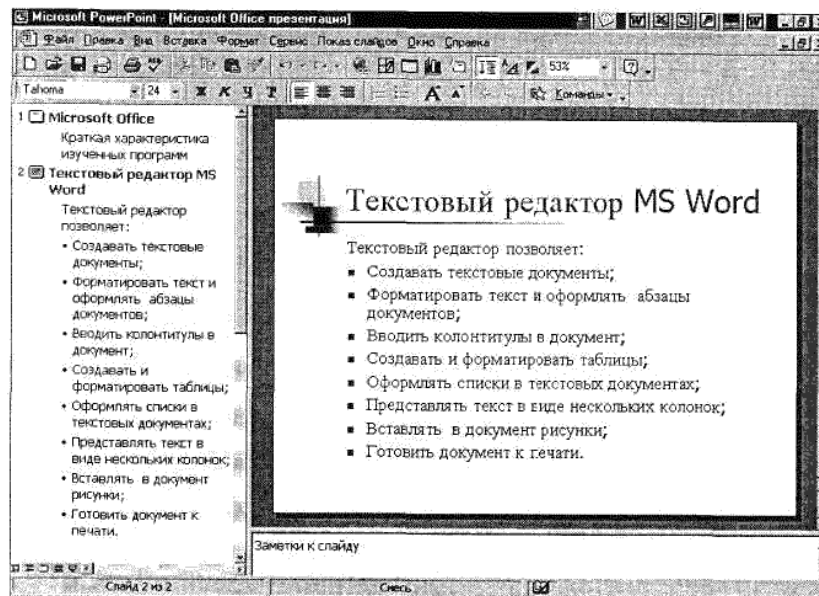 Microsoft PowerPoint - [Microsoft Office презентация]
Файл Правка Вид Вставка Формат Сервис Показ слайдов Окно Справка
53%
Tahoma 24 Ж К Ч Т Команды
1 Microsoft Office
Краткая характеристика
изученных программ
2 Текстовый редактор MS
Word
Текстовый редактор
позволяет:
• Создавать текстовые
документы;
• Форматировать текст и
оформлять абзацы
документов;
• Вводить колонтитулы в
документ;
• Создавать и
форматировать таблицы;
• Оформлять списки в
текстовых документах;
• Представлять текст в
виде нескольких колонок;
• Вставлять в документ
рисунки;
• Готовить документ к
печати.
Текстовый редактор MS Word
Текстовый редактор позволяет:
▪ Создавать текстовые документы;
▪ Форматировать текст и оформлять абзацы
документов;
▪ Вводить колонтитулы в документ;
▪ Создавать и форматировать таблицы;
▪ Оформлять списки в текстовых документах;
▪ Представлять текст в виде нескольких колонок;
▪ Вставлять в документ рисунки;
▪ Готовить документ к печати.
Заметки к слайду
Слайд 2 из 2 Смесь